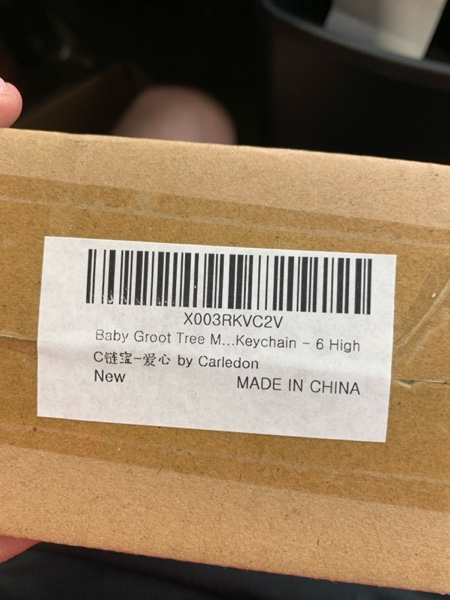 X003RKVC2V
Baby Groot Tree M...Keychain - 6 High
C链宝-爱心 by Carledon
New
MADE IN CHINA